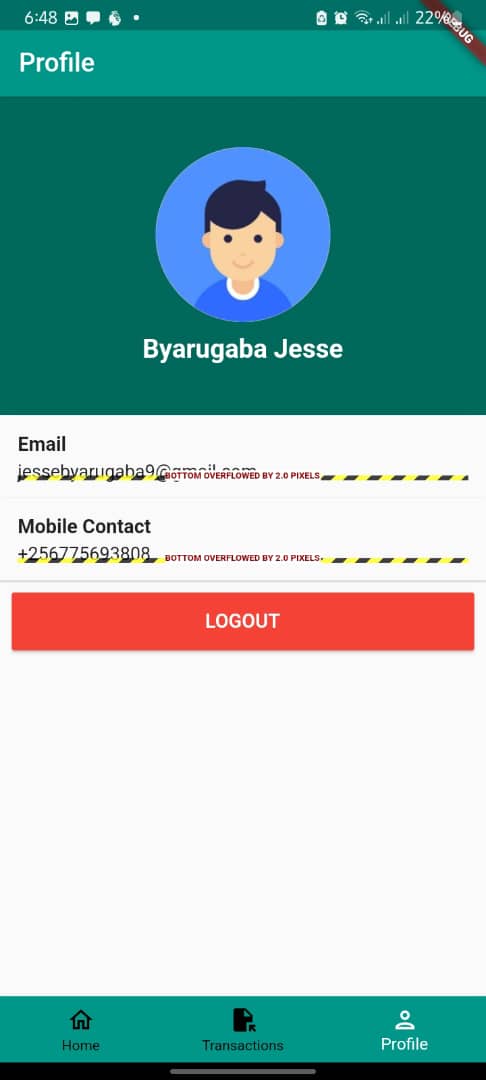 6:48
22%
DEBUG
Profile
Byarugaba Jesse
Email
jessebyarugaba9@gmail.com
BOTTOM OVERFLOWED BY 2.0 PIXELS
Mobile Contact
+256775693808
BOTTOM OVERFLOWED BY 2.0 PIXELS
LOGOUT
Home
Transactions
Profile